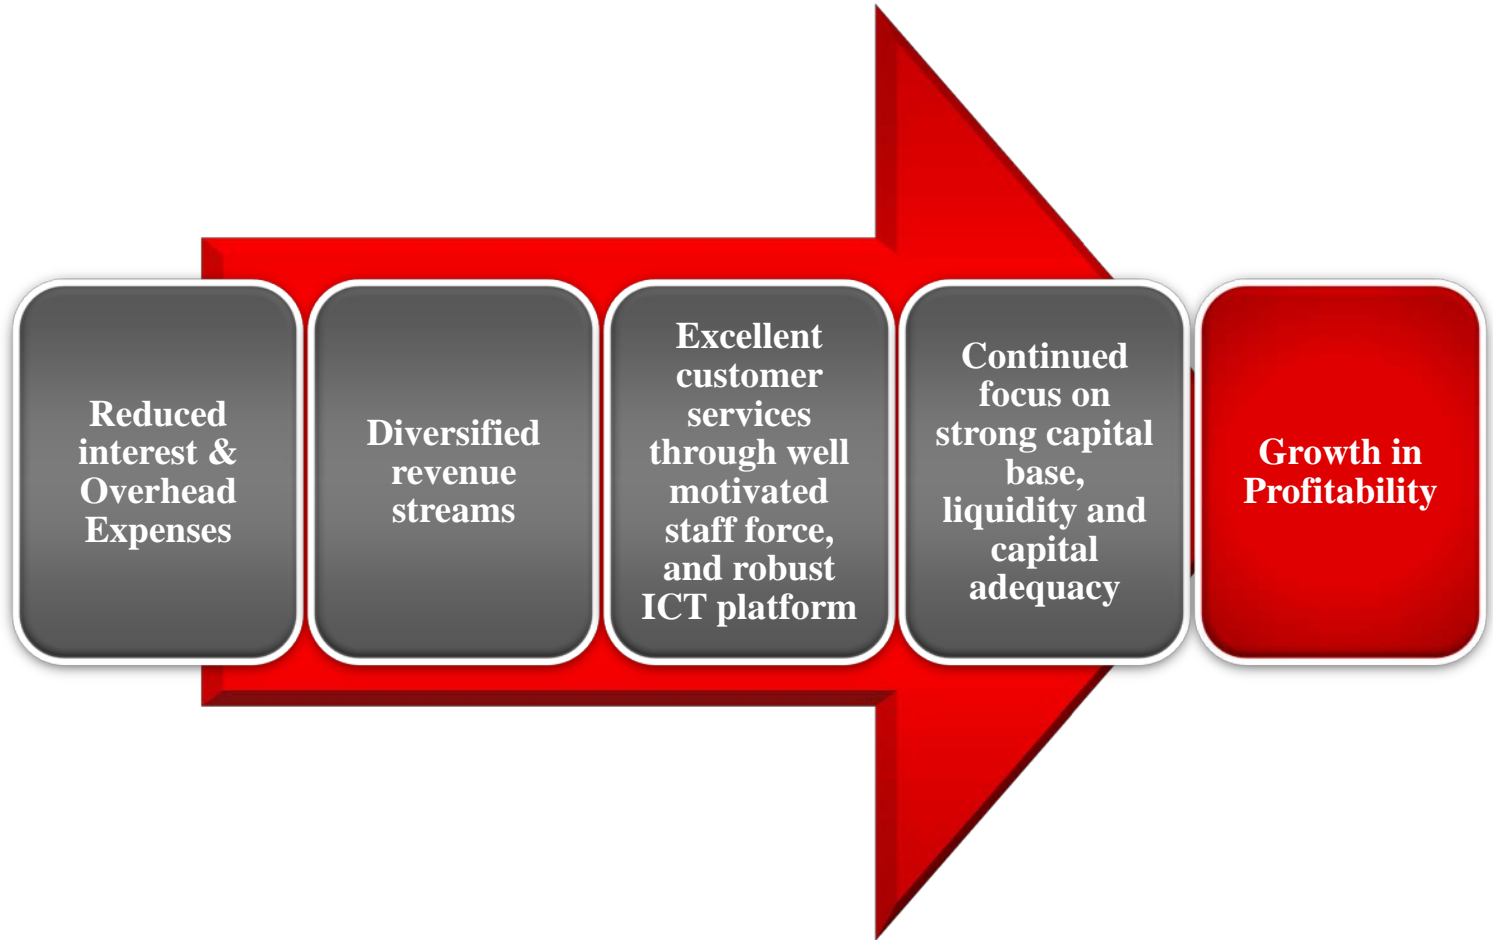 Reduced
interest &
Overhead
Expenses
Diversified
revenue
streams
Excellent
customer
services
through well
motivated
staff force,
and robust
ICT platform
Continued
focus on
strong capital
base,
liquidity and
capital
adequacy
Growth in
Profitability